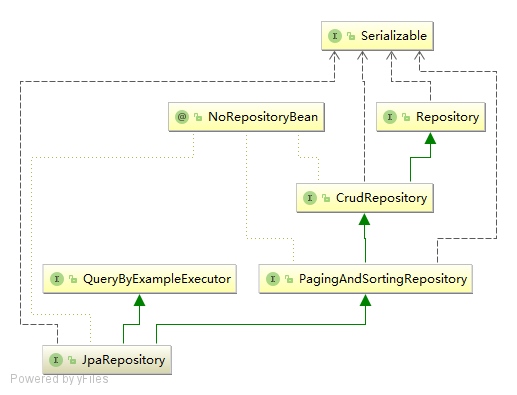 I Serializable
@ NoRepositoryBean
I Repository
I CrudRepository
I QueryByExampleExecutor
I PagingAndSortingRepository
I JpaRepository
Powered by yFiles